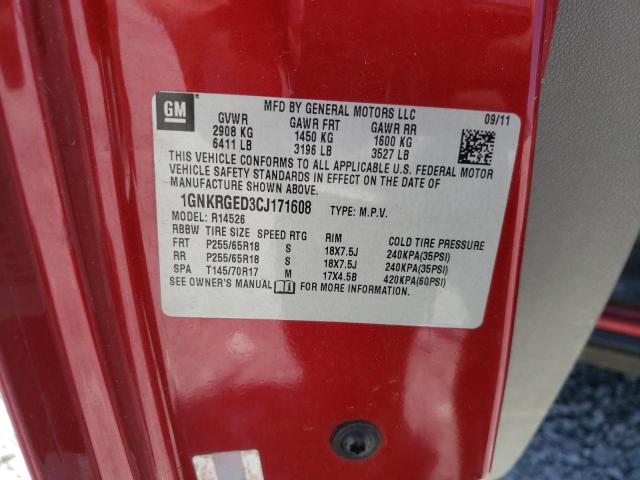 GM
MFD BY GENERAL MOTORS LLC
GVWR GAWR FRT GAWR RR 09/11
2908 KG 1450 KG 1600 KG
6411 LB 3196 LB 3527 LB
THIS VEHICLE CONFORMS TO ALL APPLICABLE U.S. FEDERAL MOTOR
VEHICLE SAFETY STANDARDS IN EFFECT ON THE DATE OF
MANUFACTURE SHOWN ABOVE.
1GNKRGED3CJ171608 TYPE: M.P.V.
MODEL: R14526
RBBW TIRE SIZE SPEED RTG RIM COLD TIRE PRESSURE
FRT P255/65R18 S 18X7.5J 240KPA(35PSI)
RR P255/65R18 S 18X7.5J 240KPA(35PSI)
SPA T145/70R17 M 17X4.5B 420KPA(60PSI)
SEE OWNER'S MANUAL FOR MORE INFORMATION.